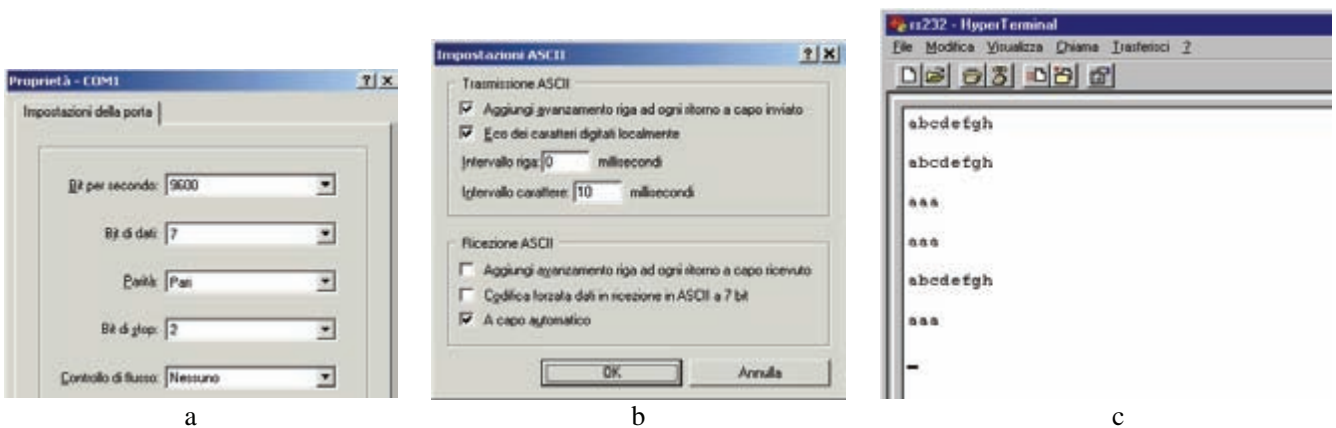 Proprietà - COM1
Impostazioni della porta
Bit per secondo: 9600
Bit di dati: 7
Parità: Pari
Bit di stop: 2
Controllo di flusso: Nessuno
a
Impostazioni ASCII
Trasmissione ASCII
Aggiungi avanzamento riga ad ogni ritorno a capo inviato
Eco dei caratteri digitati localmente
Intervallo riga: 0 millisecondi
Intervallo carattere: 10 millisecondi
Ricezione ASCII
Aggiungi avanzamento riga ad ogni ritorno a capo ricevuto
Codifica forzata dati in ricezione in ASCII a 7 bit
A capo automatico
OK Annulla
b
rs232 - HyperTerminal
File Modifica Visualizza Chiama Trasferisci ?
abcdefgh
abcdefgh
aaa
aaa
abcdefgh
aaa
c